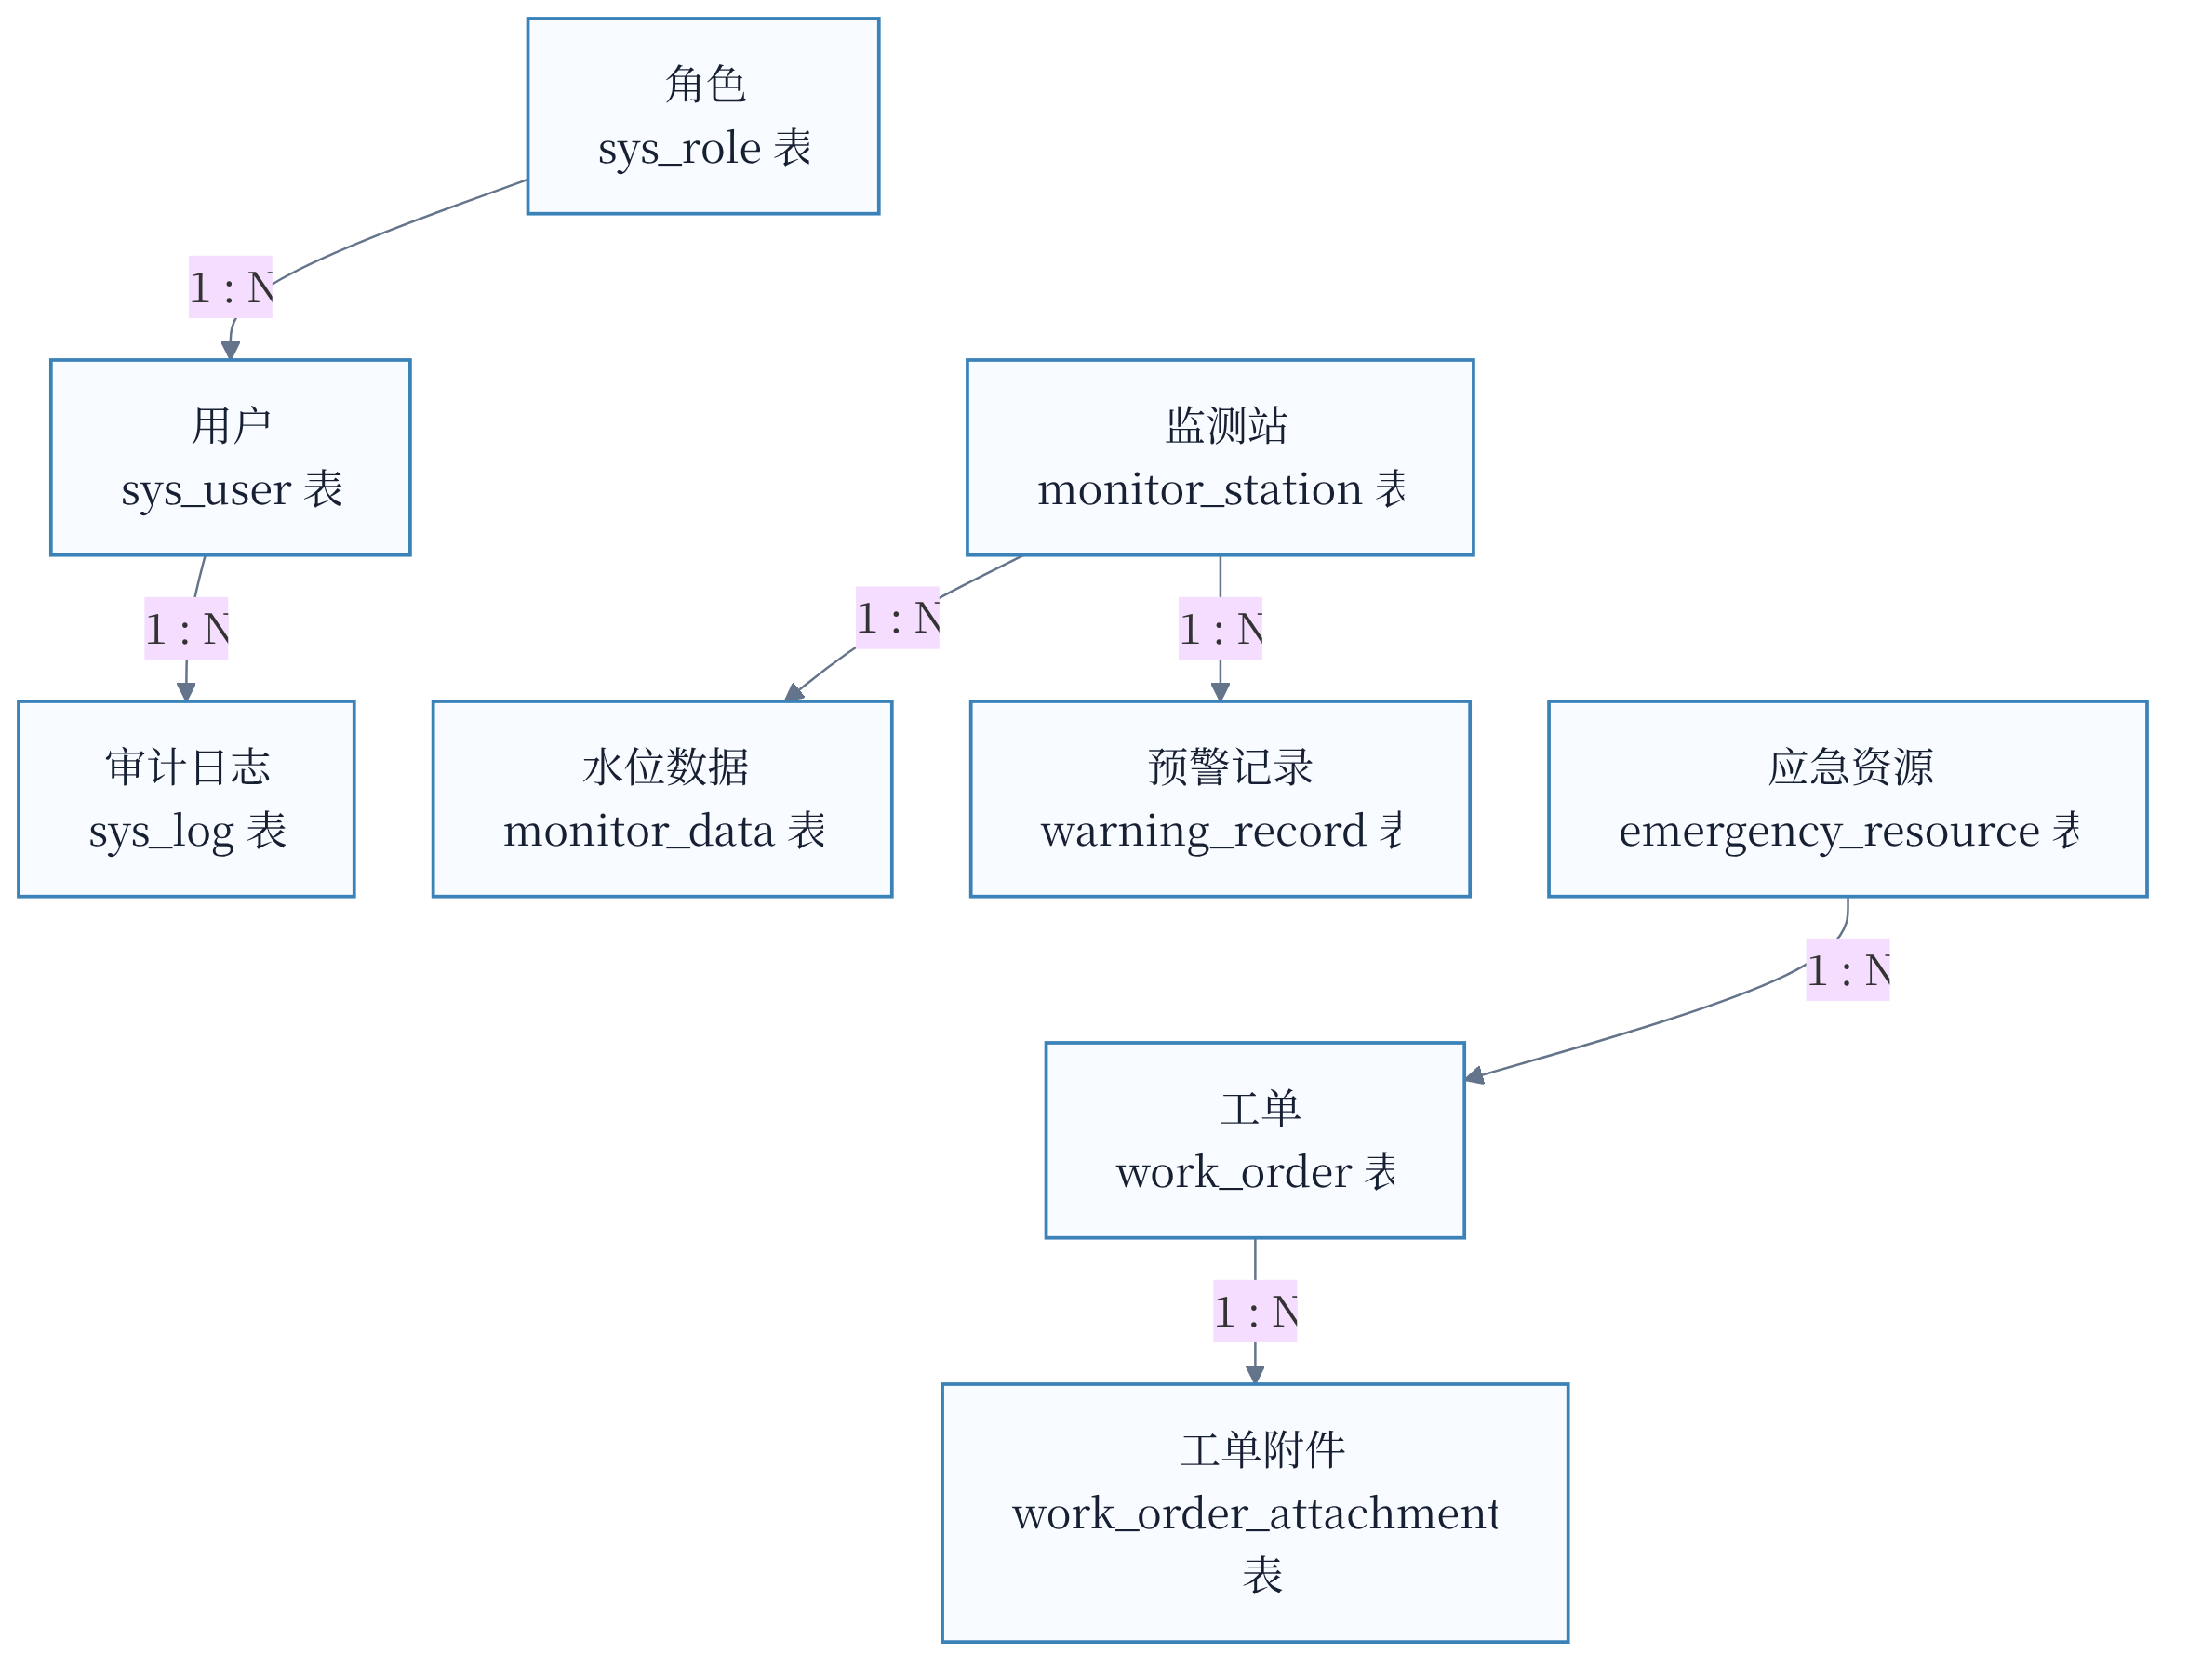 角色
sys_role 表
1 : N
用户
sys_user 表
监测站
monitor_station 表
1 : N
1 : N
1 : N
审计日志
sys_log 表
水位数据
monitor_data 表
预警记录
warning_record 表
应急资源
emergency_resource 表
1 : N
工单
work_order 表
1 : N
工单附件
work_order_attachment
表